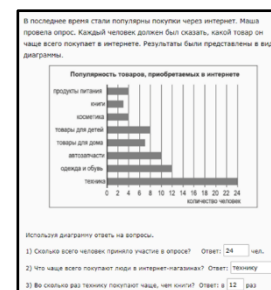 В последнее время стали популярны покупки через интернет. Маша
провела опрос. Каждый человек должен был сказать, какой товар он
чаще всего покупает в интернете. Результаты были представлены в вид
диаграммы.
Популярность товаров, приобретаемых в интернете
продукты питания
книги
косметика
товары для детей
товары для дома
автозапчасти
одежда и обувь
техника
0 2 4 6 8 10 12 14 16 18 20 22 24
количество человек
Используя диаграмму ответь на вопросы.
1) Сколько всего человек приняло участие в опросе? Ответ: 24 чел.
2) Что чаще всего покупают люди в интернет-магазинах? Ответ: технику
3) Во сколько раз технику покупают чаще, чем книги? Ответ: в 12 раз